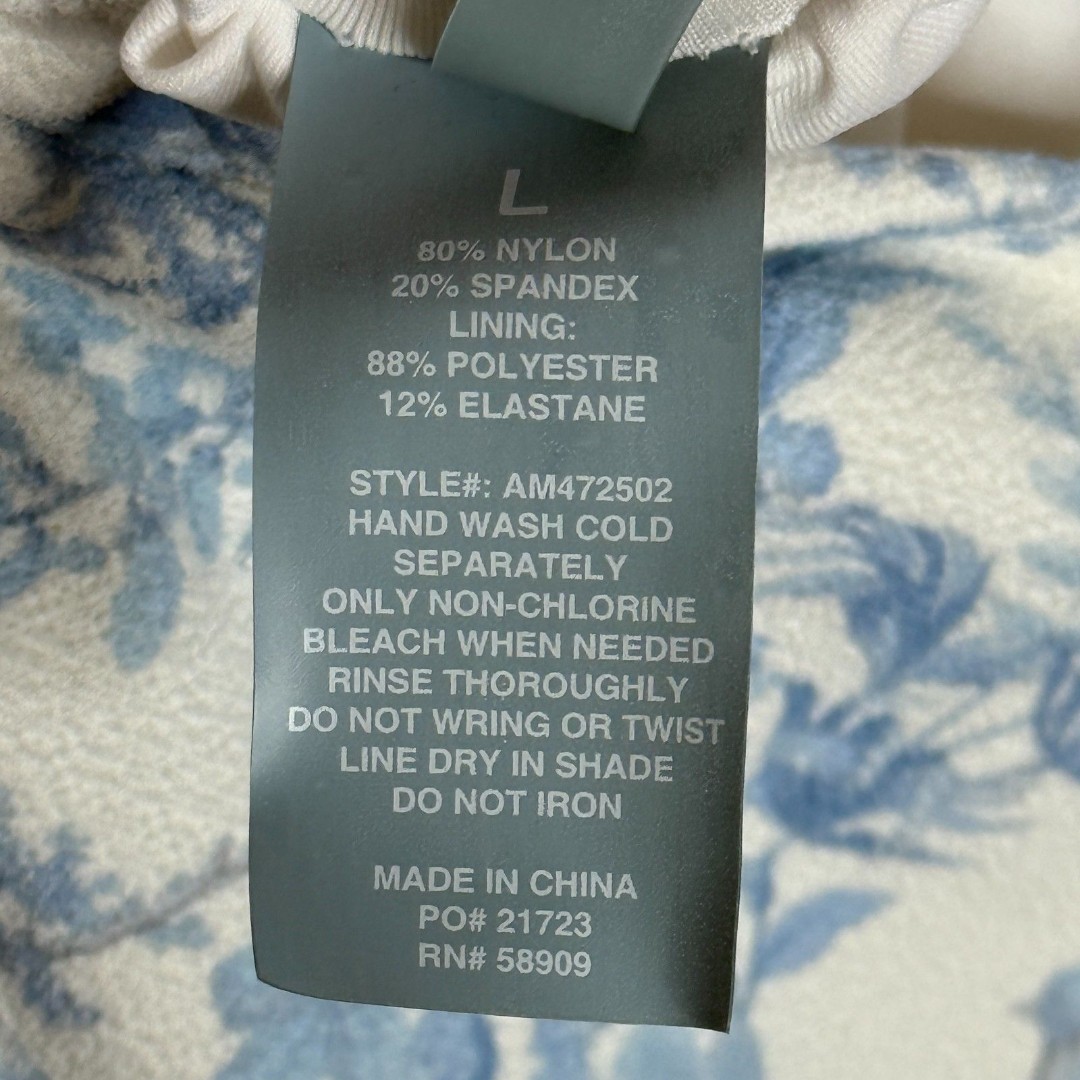 L
80% NYLON
20% SPANDEX
LINING:
88% POLYESTER
12% ELASTANE
STYLE#: AM472502
HAND WASH COLD
SEPARATELY
ONLY NON-CHLORINE
BLEACH WHEN NEEDED
RINSE THOROUGHLY
DO NOT WRING OR TWIST
LINE DRY IN SHADE
DO NOT IRON
MADE IN CHINA
PO# 21723
RN# 58909